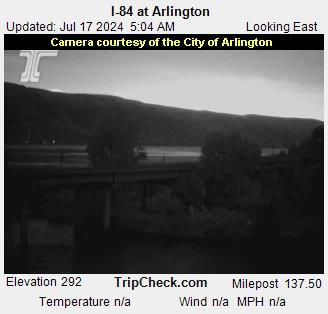 I-84 at Arlington
Updated: Jul 17 2024 5:04 AM Looking East
Camera courtesy of the City of Arlington
Elevation 292 TripCheck.com Milepost 137.50
Temperature n/a Wind n/a MPH n/a